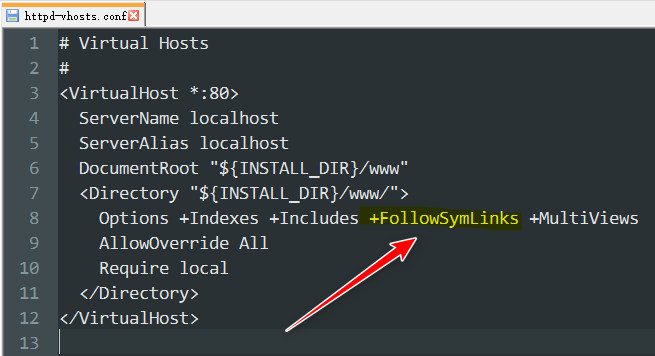 httpd-vhosts.conf
1 # Virtual Hosts
2 #
3 <VirtualHost *:80>
4   ServerName localhost
5   ServerAlias localhost
6   DocumentRoot "${INSTALL_DIR}/www"
7   <Directory "${INSTALL_DIR}/www/">
8     Options +Indexes +Includes +FollowSymLinks +MultiViews
9     AllowOverride All
10     Require local
11   </Directory>
12 </VirtualHost>
13